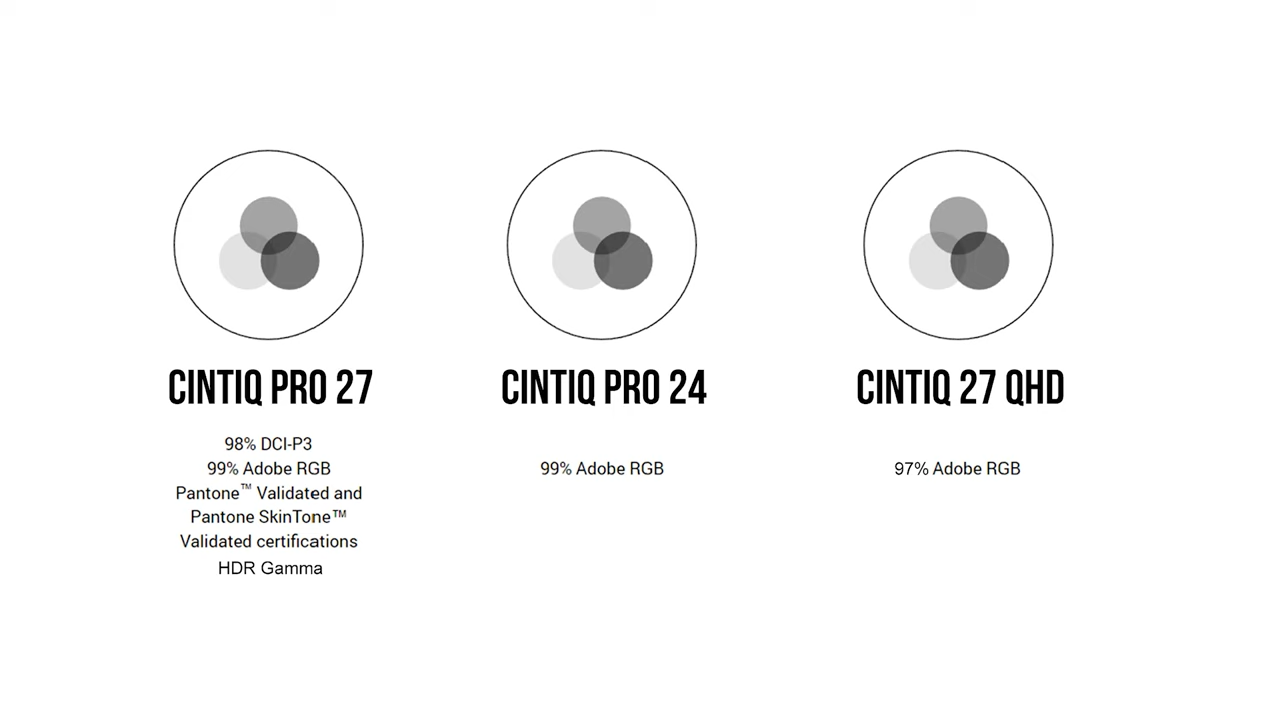 CINTIQ PRO 27
98% DCI-P3
99% Adobe RGB
Pantone™ Validated and
Pantone SkinTone™
Validated certifications
HDR Gamma
CINTIQ PRO 24
99% Adobe RGB
CINTIQ 27 QHD
97% Adobe RGB